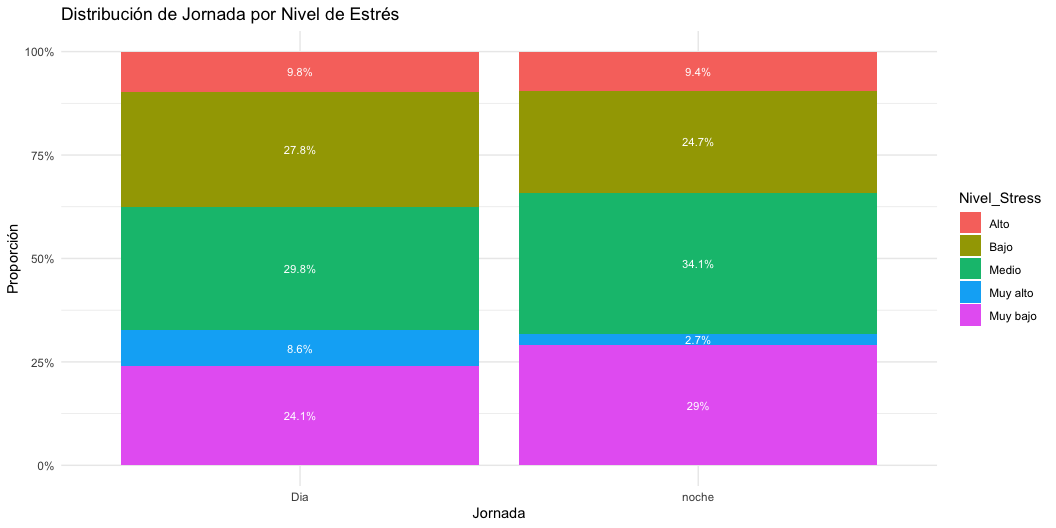 Distribución de Jornada por Nivel de Estrés
Proporción
100%
75%
50%
25%
0%
9.8%
27.8%
29.8%
8.6%
24.1%
9.4%
24.7%
34.1%
2.7%
29%
Dia
noche
Jornada
Nivel_Stress
Alto
Bajo
Medio
Muy alto
Muy bajo